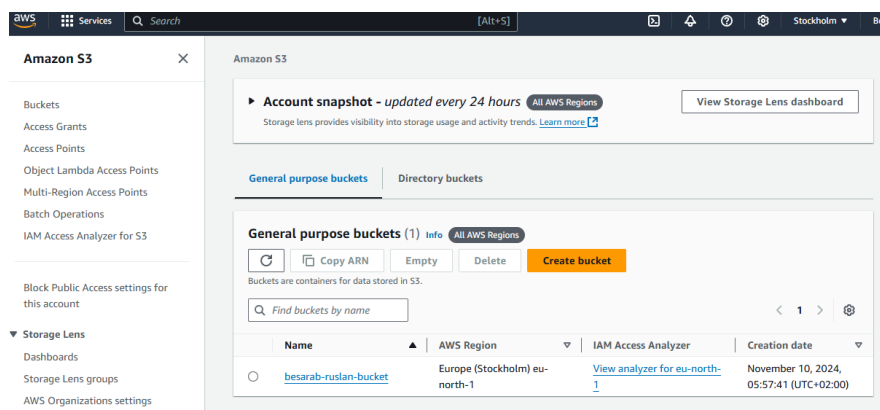 aws Services Search [Alt+S] Stockholm
Amazon S3
Buckets
Access Grants
Access Points
Object Lambda Access Points
Multi-Region Access Points
Batch Operations
IAM Access Analyzer for S3
Block Public Access settings for
this account
Storage Lens
Dashboards
Storage Lens groups
AWS Organizations settings
Amazon S3
Account snapshot - updated every 24 hours All AWS Regions View Storage Lens dashboard
Storage lens provides visibility into storage usage and activity trends. Learn more
General purpose buckets Directory buckets
General purpose buckets (1) Info All AWS Regions
Copy ARN Empty Delete Create bucket
Buckets are containers for data stored in S3.
Find buckets by name 1
Name AWS Region IAM Access Analyzer Creation date
besarab-ruslan-bucket Europe (Stockholm) eu- View analyzer for eu-north- November 10, 2024,
north-1 1 05:57:41 (UTC+02:00)